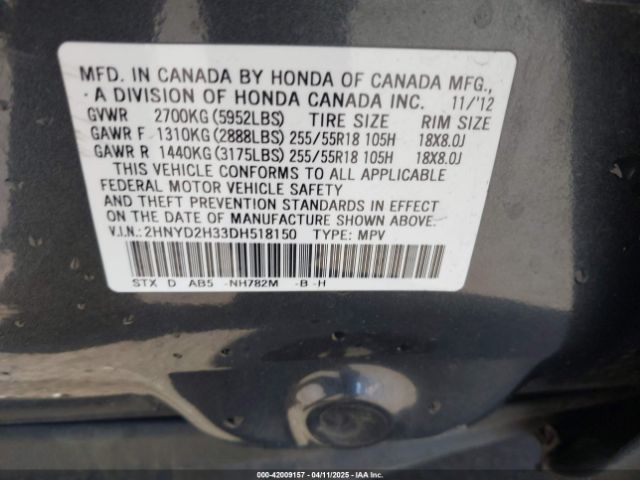 MFD. IN CANADA BY HONDA OF CANADA MFG.,
A DIVISION OF HONDA CANADA INC. 11/'12
GVWR 2700KG(5952LBS) TIRE SIZE RIM SIZE
GAWR F 1310KG(2888LBS) 255/55R18 105H 18X8.0J
GAWR R 1440KG(3175LBS) 255/55R18 105H 18X8.0J
THIS VEHICLE CONFORMS TO ALL APPLICABLE
FEDERAL MOTOR VEHICLE SAFETY
AND THEFT PREVENTION STANDARDS IN EFFECT
ON THE DATE OF MANUFACTURE SHOWN ABOVE.
V.I.N.:2HNYD2H33DH518150 TYPE: MPV
STX D AB5 -NH782M -B -H
000-42009157 - 04/11/2025 - IAAI.COM